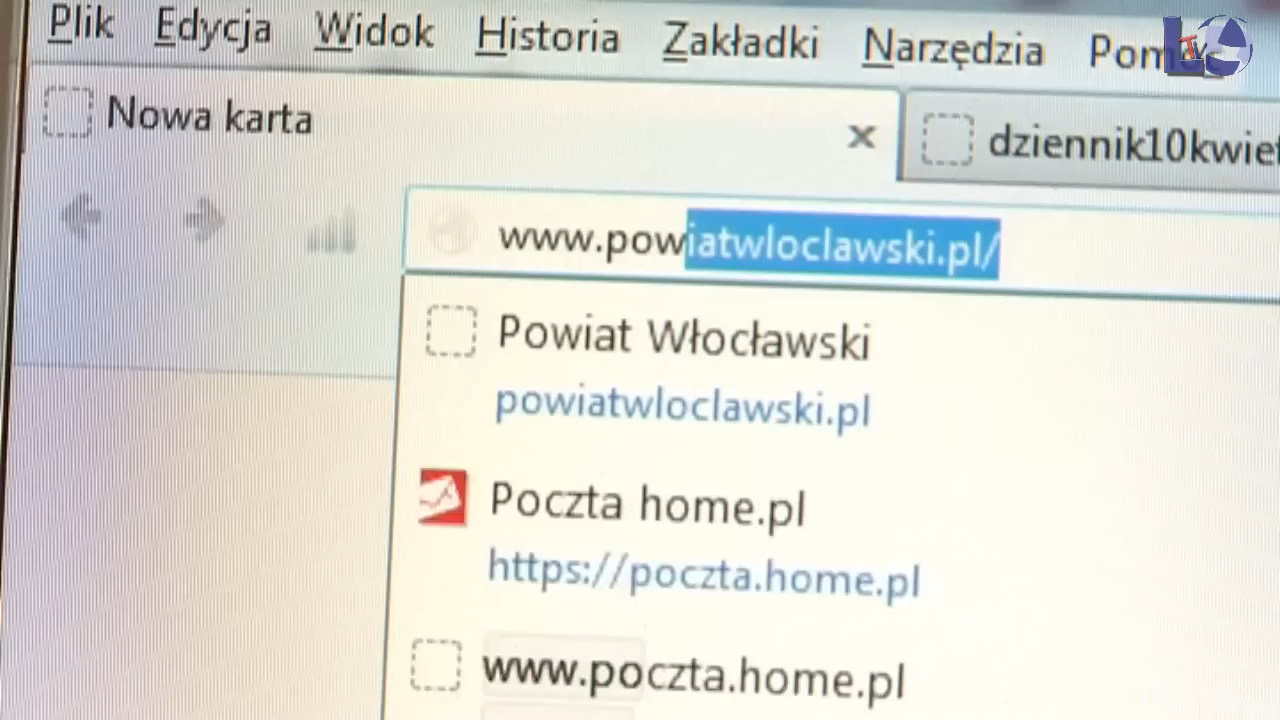 Plik Edycja Widok Historia Zakładki Narzędzia
Nowa karta
dziennik10kwie
www.powiatwloclawski.pl/
Powiat Włocławski
powiatwloclawski.pl
Poczta home.pl
https://poczta.home.pl
www.poczta.home.pl